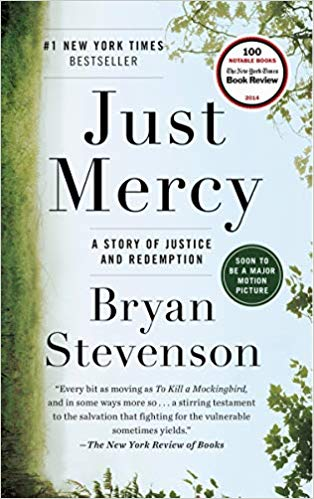 #1 NEW YORK TIMES
BESTSELLER
100
NOTABLE BOOKS
The New York Times
Book Review
2014
Just
Mercy
A STORY OF JUSTICE
AND REDEMPTION
SOON TO
BE A MAJOR
MOTION
PICTURE
Bryan
Stevenson
"Every bit as moving as To Kill a Mockingbird,
and in some ways more so . . . a stirring testament
to the salvation that fighting for the vulnerable
sometimes yields."
—The New York Review of Books